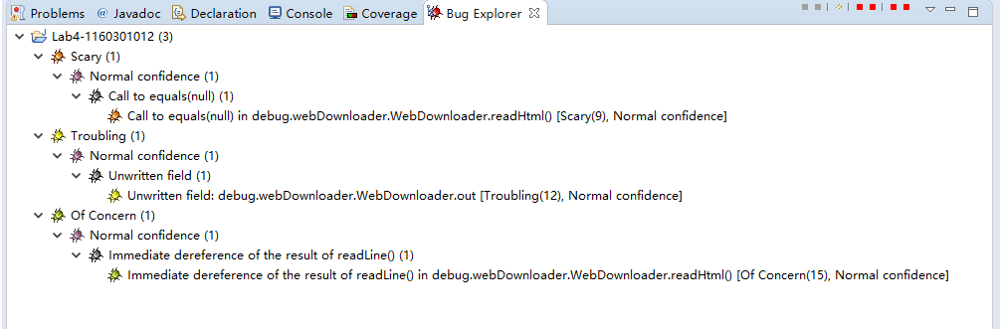 Problems @ Javadoc Declaration Console Coverage Bug Explorer
Lab4-1160301012 (3)
Scary (1)
Normal confidence (1)
Call to equals(null) (1)
Call to equals(null) in debug.webDownloader.WebDownloader.readHtml() [Scary(9), Normal confidence]
Troubling (1)
Normal confidence (1)
Unwritten field (1)
Unwritten field: debug.webDownloader.WebDownloader.out [Troubling(12), Normal confidence]
Of Concern (1)
Normal confidence (1)
Immediate dereference of the result of readLine() (1)
Immediate dereference of the result of readLine() in debug.webDownloader.WebDownloader.readHtml() [Of Concern(15), Normal confidence]